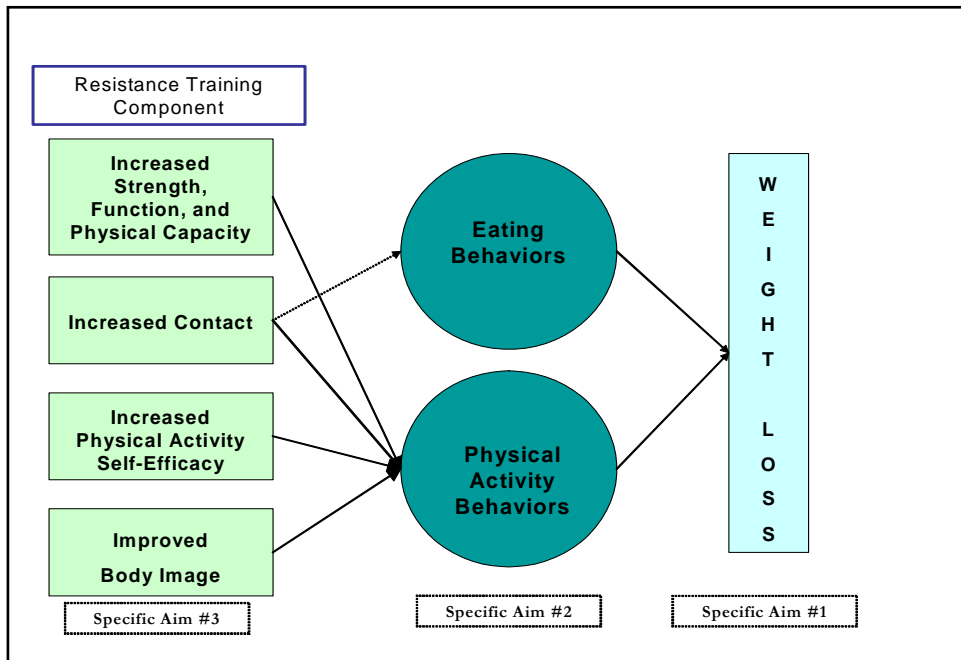 Resistance Training
Component
Increased
Strength,
Function, and
Physical Capacity
Increased Contact
Increased
Physical Activity
Self-Efficacy
Improved
Body Image
Specific Aim #3
Eating
Behaviors
Physical
Activity
Behaviors
Specific Aim #2
W
E
I
G
H
T
L
O
S
S
Specific Aim #1